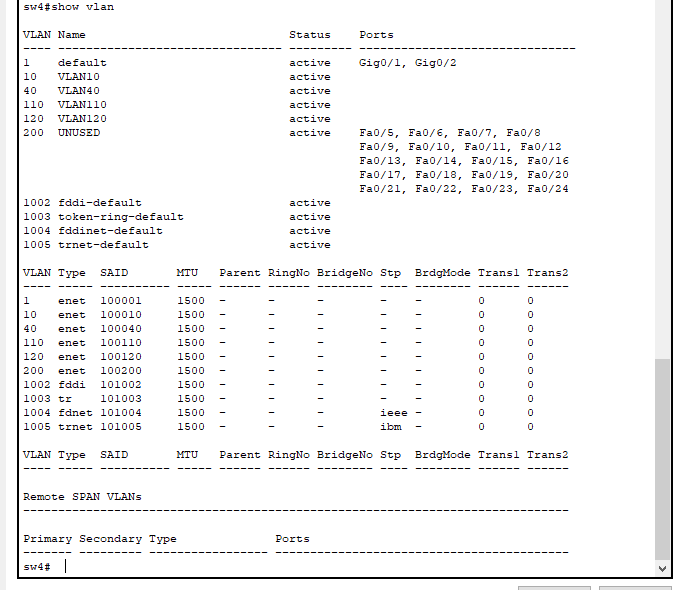 sw4#show vlan
VLAN Name                             Status    Ports
---- -------------------------------- --------- -------------------------------
1    default                          active    Gig0/1, Gig0/2
10   VLAN10                           active
40   VLAN40                           active
110  VLAN110                          active
120  VLAN120                          active
200  UNUSED                           active    Fa0/5, Fa0/6, Fa0/7, Fa0/8
                                                Fa0/9, Fa0/10, Fa0/11, Fa0/12
                                                Fa0/13, Fa0/14, Fa0/15, Fa0/16
                                                Fa0/17, Fa0/18, Fa0/19, Fa0/20
                                                Fa0/21, Fa0/22, Fa0/23, Fa0/24
1002 fddi-default                     active
1003 token-ring-default               active
1004 fddinet-default                  active
1005 trnet-default                    active
VLAN Type  SAID       MTU   Parent RingNo BridgeNo Stp  BrdgMode Trans1 Trans2
---- ----- ---------- ----- ------ ------ -------- ---- -------- ------ ------
1    enet  100001     1500  -      -      -        -    -        0      0
10   enet  100010     1500  -      -      -        -    -        0      0
40   enet  100040     1500  -      -      -        -    -        0      0
110  enet  100110     1500  -      -      -        -    -        0      0
120  enet  100120     1500  -      -      -        -    -        0      0
200  enet  100200     1500  -      -      -        -    -        0      0
1002 fddi  101002     1500  -      -      -        -    -        0      0
1003 tr    101003     1500  -      -      -        -    -        0      0
1004 fdnet 101004     1500  -      -      -        ieee -        0      0
1005 trnet 101005     1500  -      -      -        ibm  -        0      0
VLAN Type  SAID       MTU   Parent RingNo BridgeNo Stp  BrdgMode Trans1 Trans2
---- ----- ---------- ----- ------ ------ -------- ---- -------- ------ ------
Remote SPAN VLANs
------------------------------------------------------------------------------
Primary Secondary Type              Ports
------- --------- ----------------- ------------------------------------------
sw4#